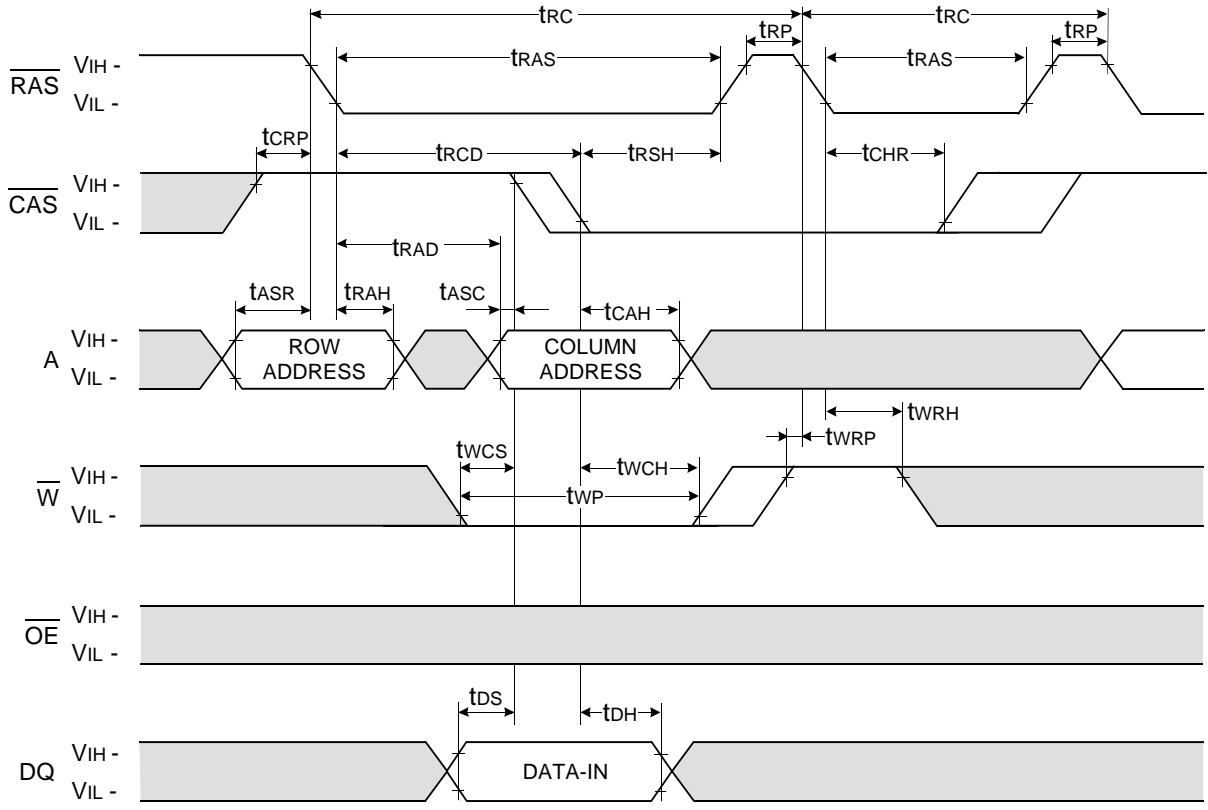 tRC tRC
tRP tRP
tRAS tRAS
RAS VIH -
VIL -
tCRP tRCD tRSH tCHR
CAS VIH -
VIL -
tRAD
tASR tRAH tASC tCAH
A VIH -
VIL -
ROW
ADDRESS
COLUMN
ADDRESS
tWRH
tWRP
tWCS tWCH
W VIH -
VIL -
tWP
OE VIH -
VIL -
tDS tDH
DQ VIH -
VIL -
DATA-IN